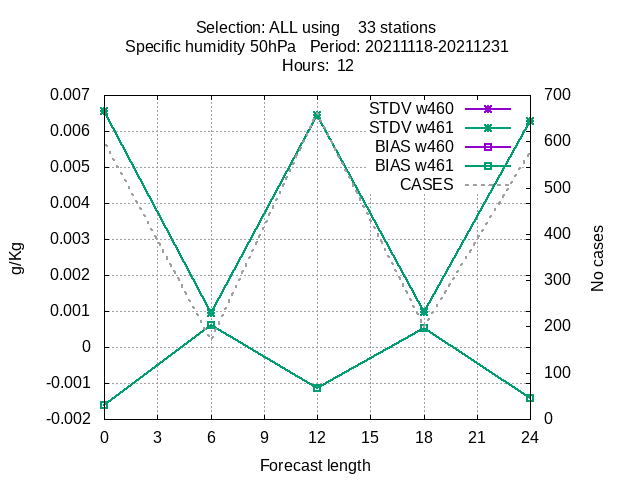 Selection: ALL using    33 stations
Specific humidity 50hPa   Period: 20211118-20211231
Hours:  12
STDV w460
STDV w461
BIAS w460
BIAS w461
CASES
0.007
0.006
0.005
0.004
0.003
0.002
0.001
0
-0.001
-0.002
g/Kg
700
600
500
400
300
200
100
0
No cases
0 3 6 9 12 15 18 21 24
Forecast length